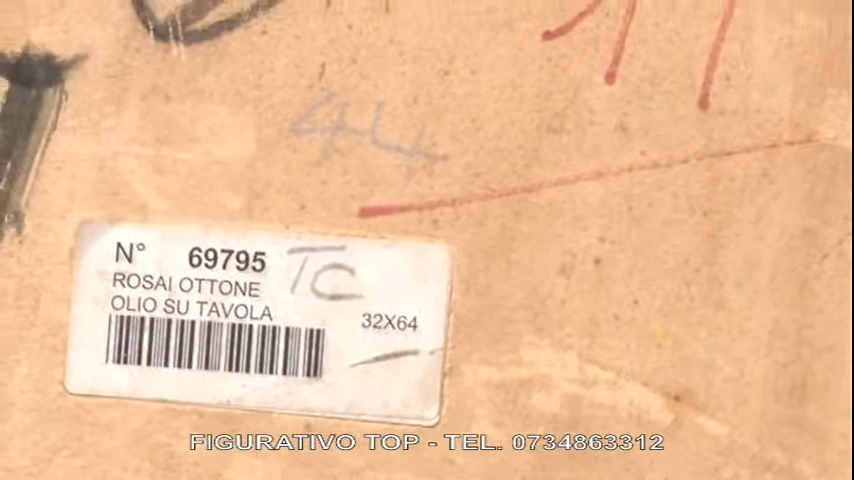 44
N° 69795 TC
ROSAI OTTONE
OLIO SU TAVOLA
32X64
FIGURATIVO TOP - TEL. 0734863312